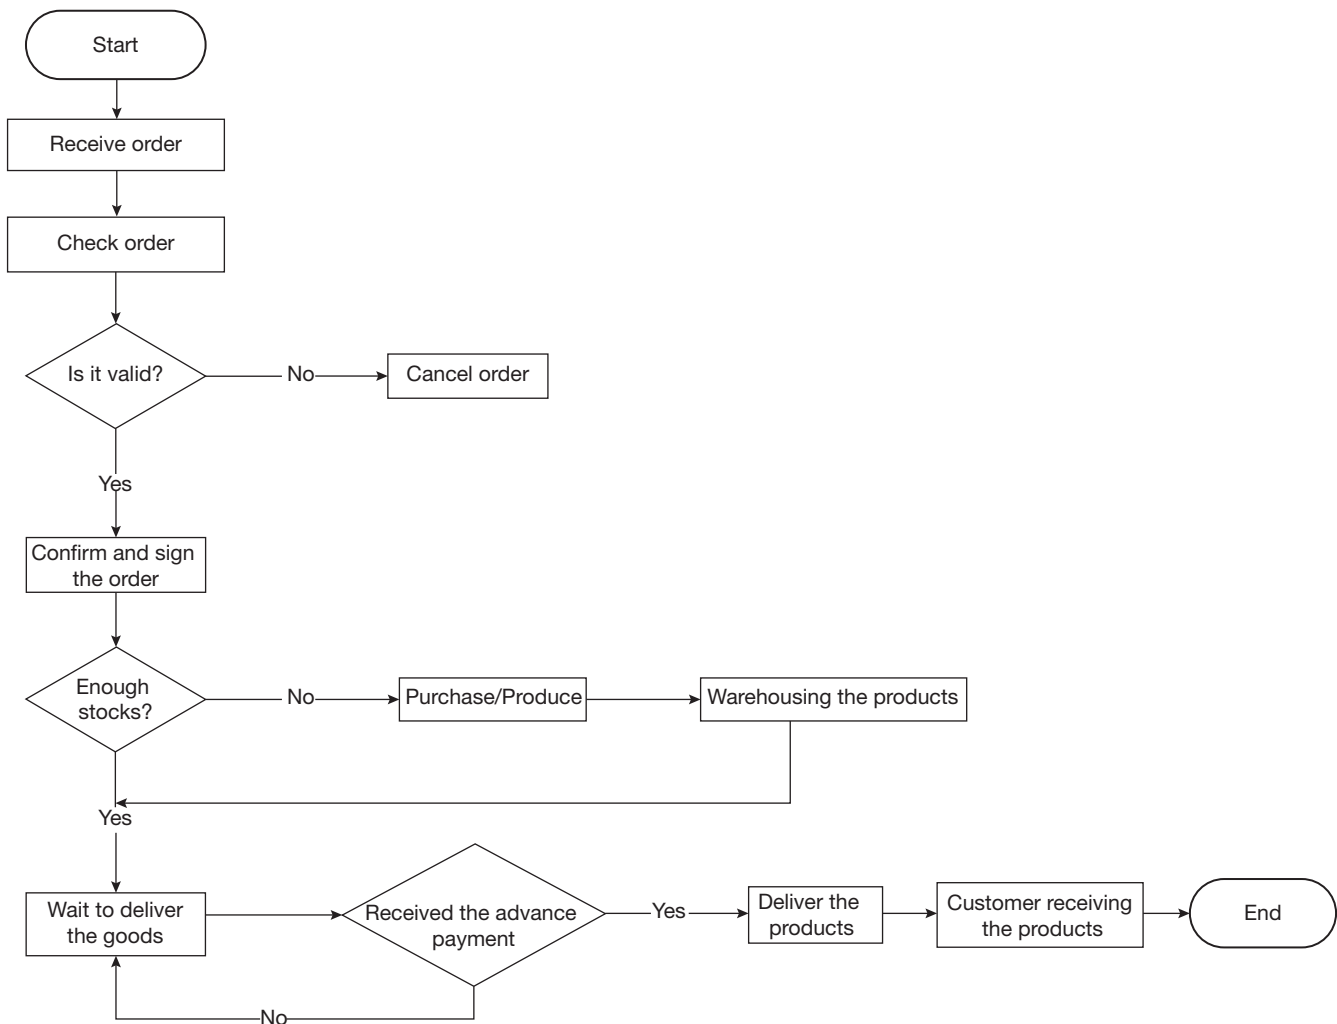 Start
Receive order
Check order
Is it valid?
No
Cancel order
Yes
Confirm and sign
the order
Enough
stocks?
No
Purchase/Produce
Warehousing the products
Yes
Wait to deliver
the goods
Received the advance
payment
Yes
Deliver the
products
Customer receiving
the products
End
No